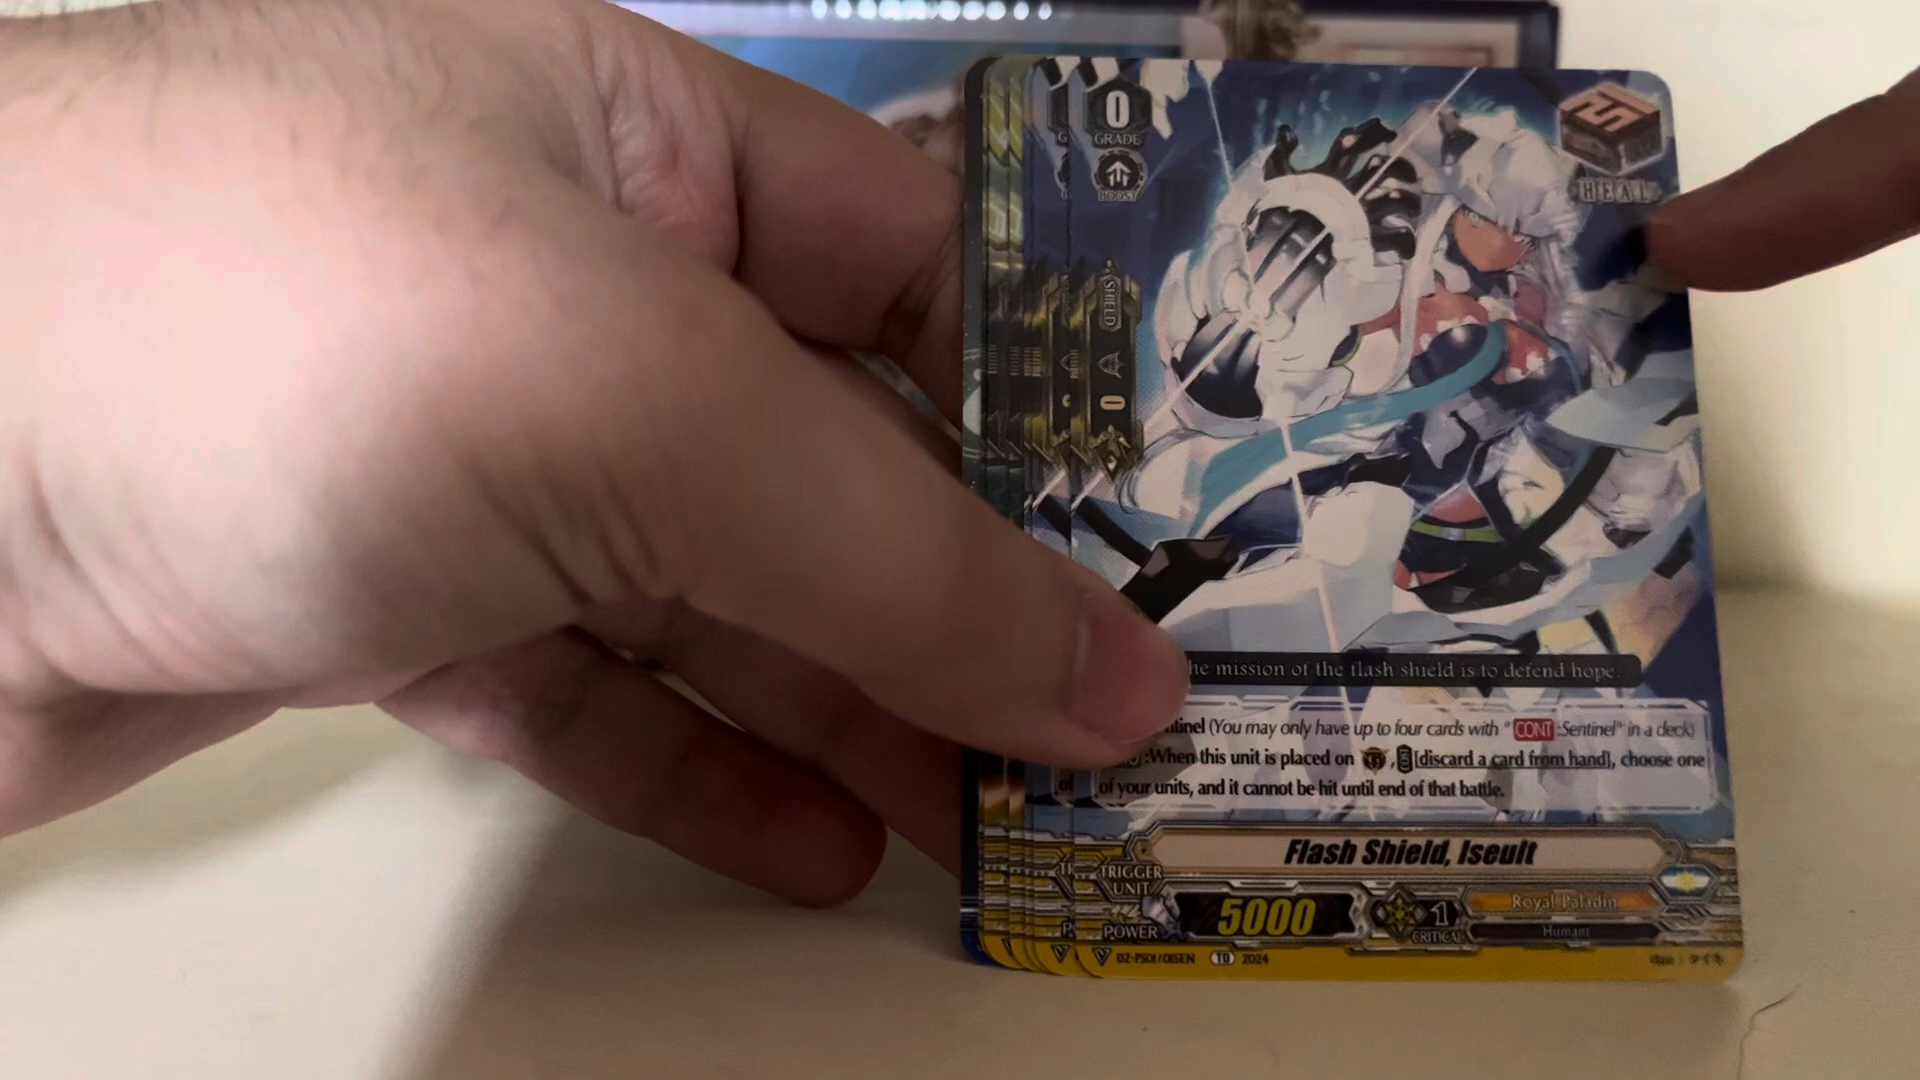 0
GRADE
BOOST
HEAL
SHIELD
0
he mission of the flash shield is to defend hope.
tinel (You may only have up to four cards with "CONT:Sentinel" in a deck)
:When this unit is placed on , [discard a card from hand], choose one
of your units, and it cannot be hit until end of that battle.
Flash Shield, Iseult
TRIGGER
UNIT
POWER 5000 1
CRITICAL
Royal Paladin
Human
DZ-PS01/015EN TD 2024